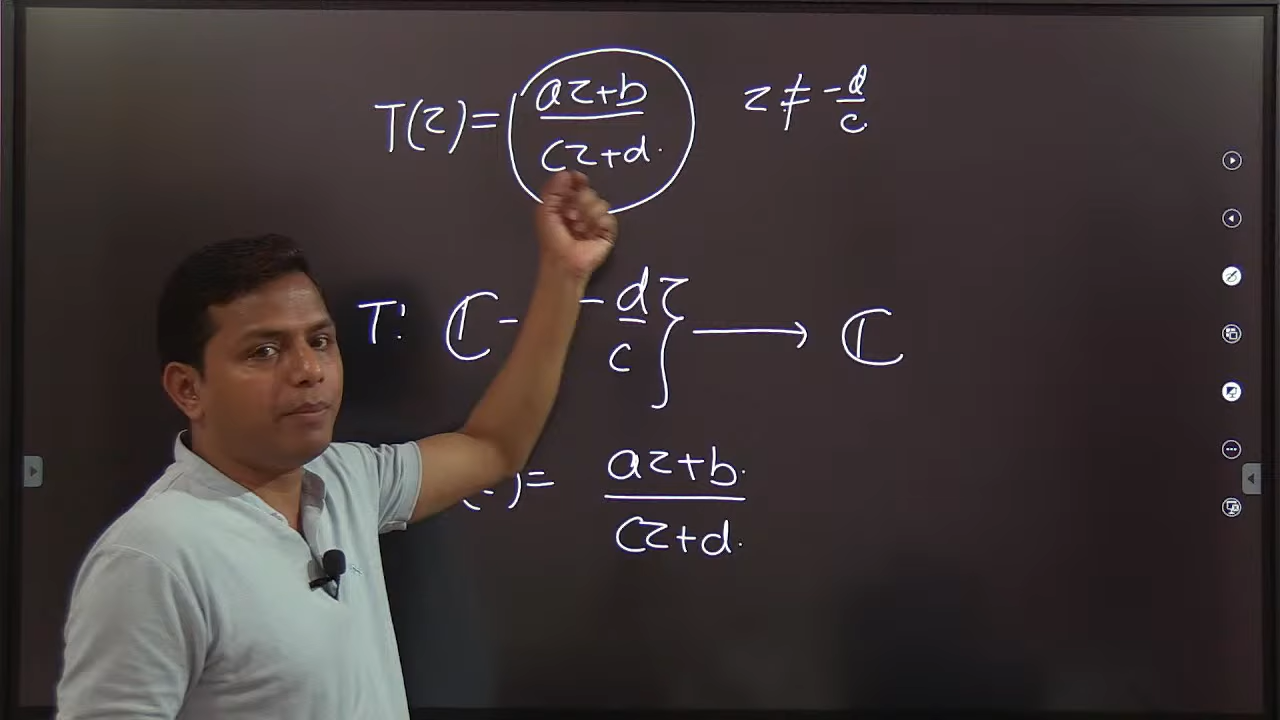 T(z) = az+b / cz+d. z ≠ -d/c.
T: ℂ - -d/c} ⟶ ℂ
) = az+b. / cz+d.